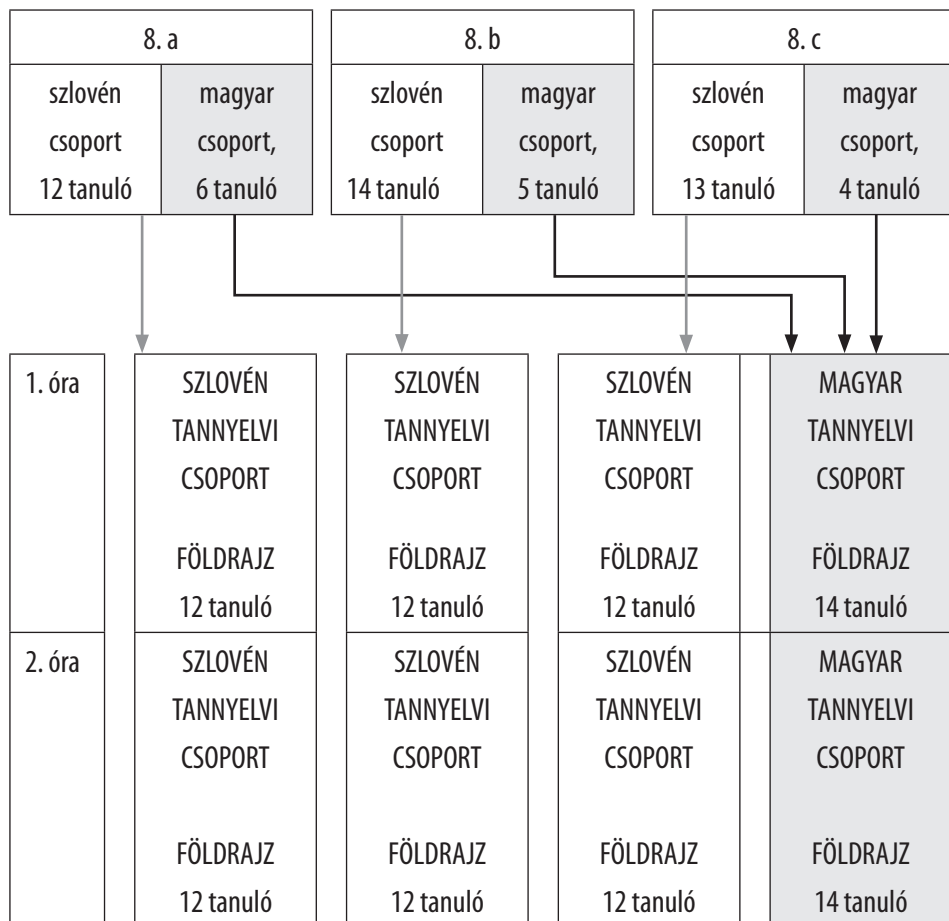 8. a
8. b
8. c
szlovén
csoport
12 tanuló
magyar
csoport,
6 tanuló
szlovén
csoport
14 tanuló
magyar
csoport,
5 tanuló
szlovén
csoport
13 tanuló
magyar
csoport,
4 tanuló
1. óra
SZLOVÉN
TANNYELVI
CSOPORT
FÖLDRAJZ
12 tanuló
SZLOVÉN
TANNYELVI
CSOPORT
FÖLDRAJZ
12 tanuló
SZLOVÉN
TANNYELVI
CSOPORT
FÖLDRAJZ
12 tanuló
MAGYAR
TANNYELVI
CSOPORT
FÖLDRAJZ
14 tanuló
2. óra
SZLOVÉN
TANNYELVI
CSOPORT
FÖLDRAJZ
12 tanuló
SZLOVÉN
TANNYELVI
CSOPORT
FÖLDRAJZ
12 tanuló
SZLOVÉN
TANNYELVI
CSOPORT
FÖLDRAJZ
12 tanuló
MAGYAR
TANNYELVI
CSOPORT
FÖLDRAJZ
14 tanuló